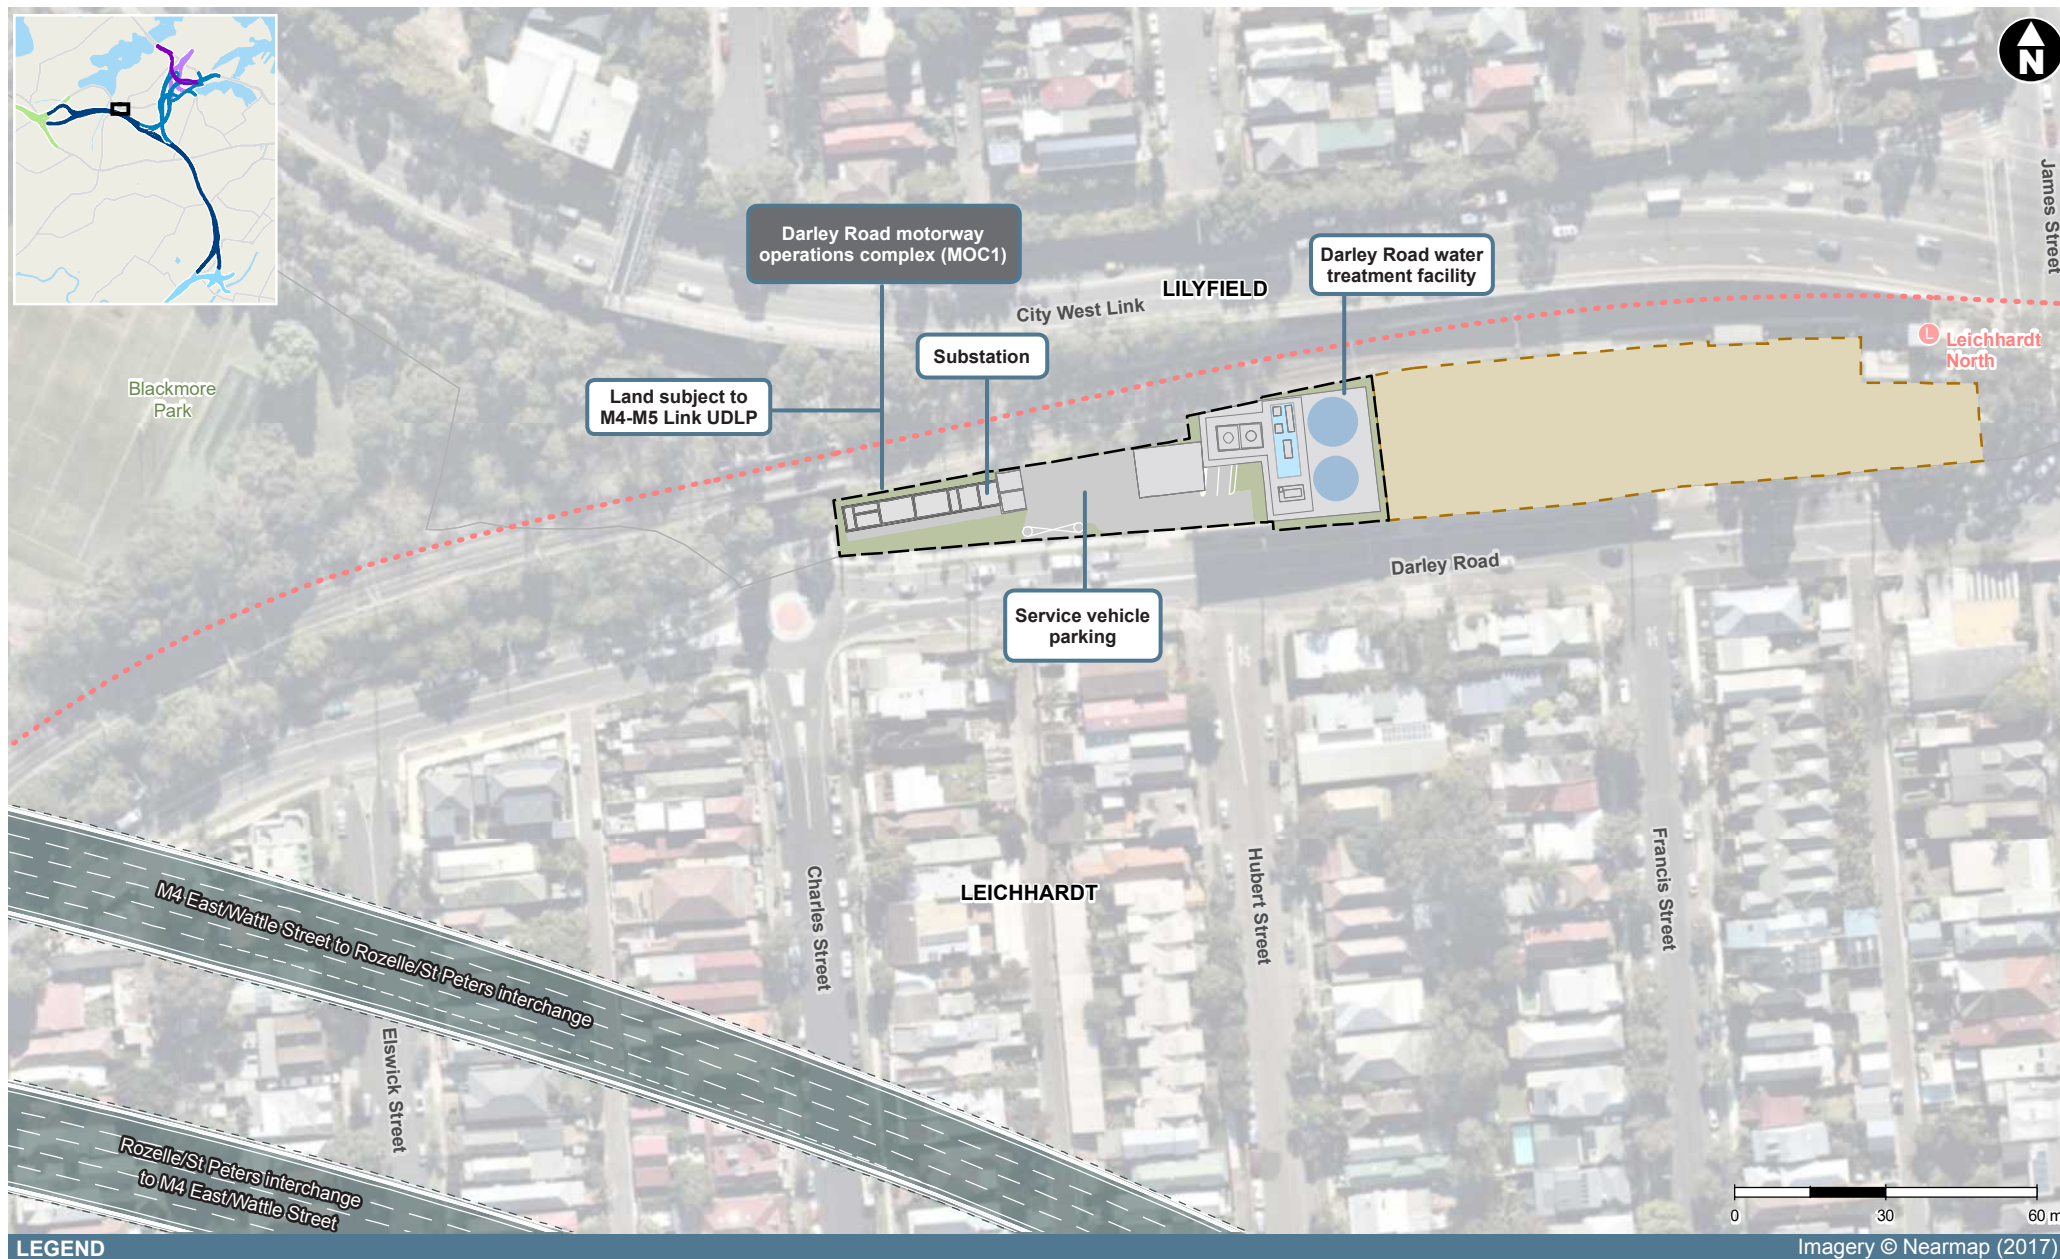 N
James Street
Darley Road motorway
operations complex (MOC1)
Darley Road water
treatment facility
LILYFIELD
City West Link
Substation
L
Leichhardt
North
Land subject to
M4-M5 Link UDLP
Blackmore
Park
Darley Road
Service vehicle
parking
M4 East/Wattle Street to Rozelle/St Peters interchange
LEICHHARDT
Charles Street
Hubert Street
Francis Street
Elswick Street
Rozelle/St Peters interchange
to M4 East/Wattle Street
0 30 60 m
LEGEND
Imagery © Nearmap (2017)